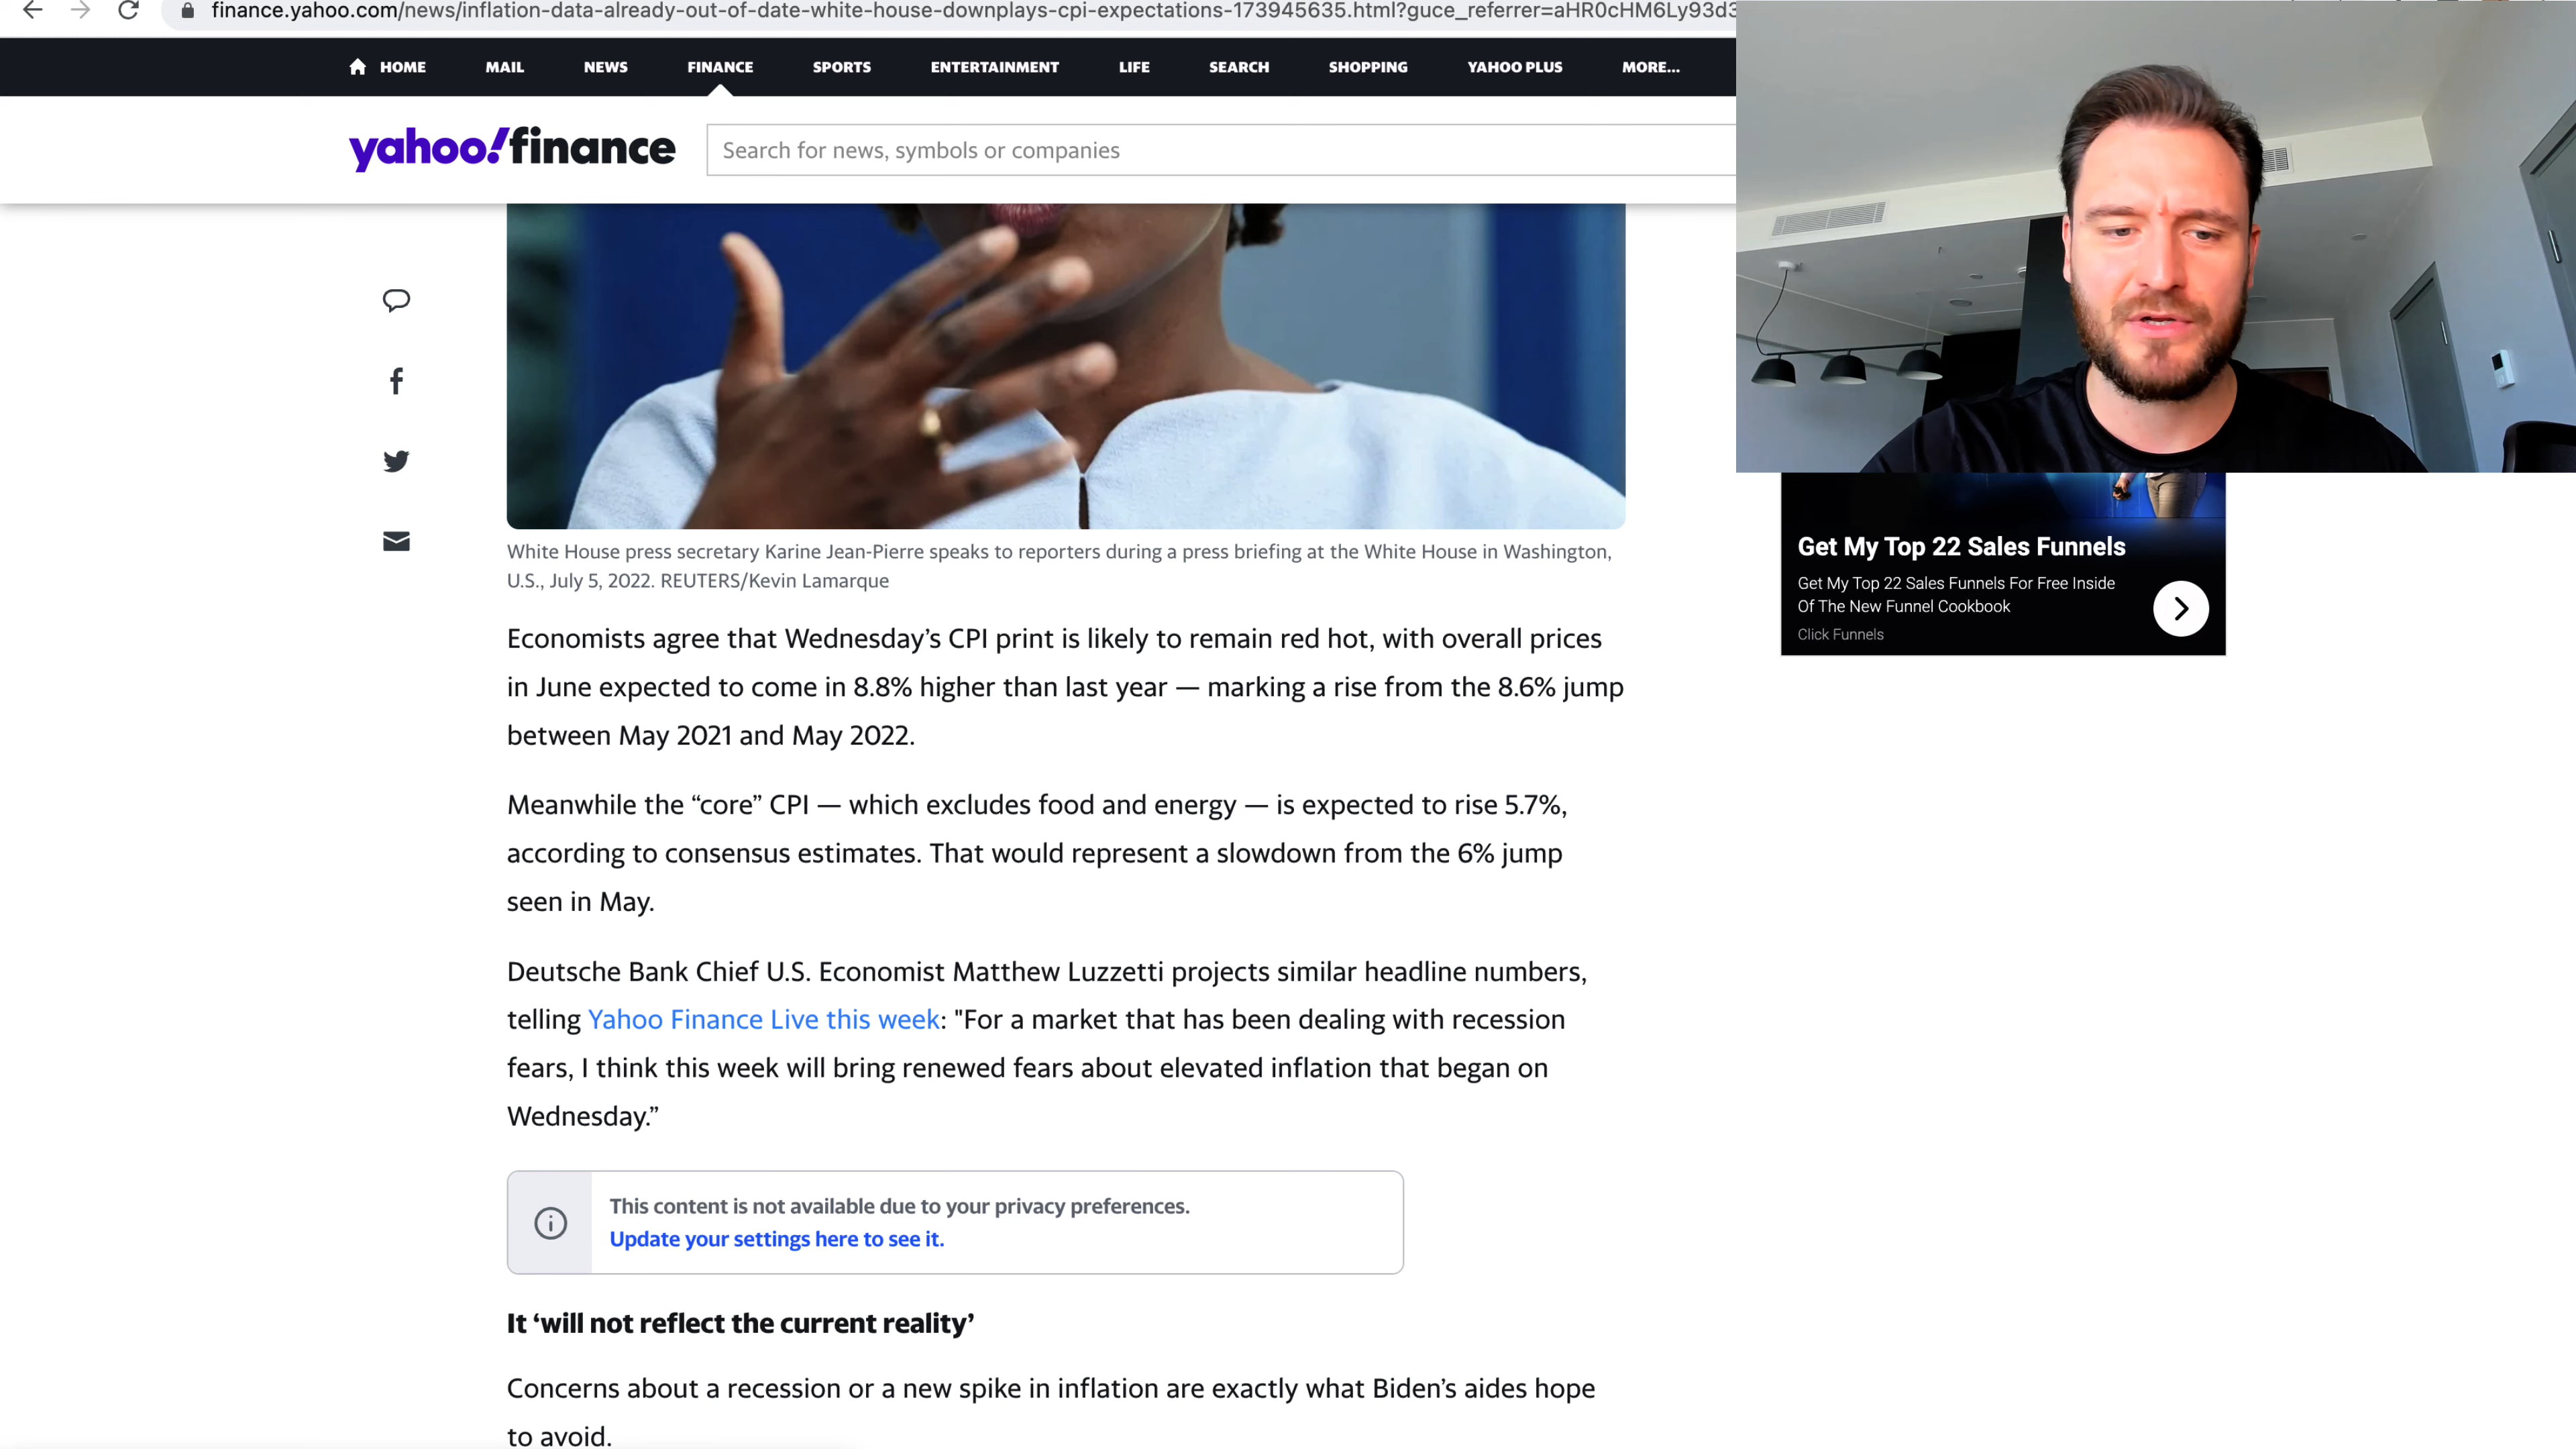 finance.yahoo.com/news/inflation-data-already-out-of-date-white-house-downplays-cpi-expectations-173945635.html?guce_referrer=aHR0cHM6Ly93d3
HOME MAIL NEWS FINANCE SPORTS ENTERTAINMENT LIFE SEARCH SHOPPING YAHOO PLUS MORE...
yahoo!finance
Search for news, symbols or companies
White House press secretary Karine Jean-Pierre speaks to reporters during a press briefing at the White House in Washington,
U.S., July 5, 2022. REUTERS/Kevin Lamarque
Economists agree that Wednesday’s CPI print is likely to remain red hot, with overall prices
in June expected to come in 8.8% higher than last year — marking a rise from the 8.6% jump
between May 2021 and May 2022.
Meanwhile the “core” CPI — which excludes food and energy — is expected to rise 5.7%,
according to consensus estimates. That would represent a slowdown from the 6% jump
seen in May.
Deutsche Bank Chief U.S. Economist Matthew Luzzetti projects similar headline numbers,
telling Yahoo Finance Live this week: "For a market that has been dealing with recession
fears, I think this week will bring renewed fears about elevated inflation that began on
Wednesday.”
This content is not available due to your privacy preferences.
Update your settings here to see it.
It ‘will not reflect the current reality’
Concerns about a recession or a new spike in inflation are exactly what Biden’s aides hope
to avoid.
Get My Top 22 Sales Funnels
Get My Top 22 Sales Funnels For Free Inside
Of The New Funnel Cookbook
Click Funnels